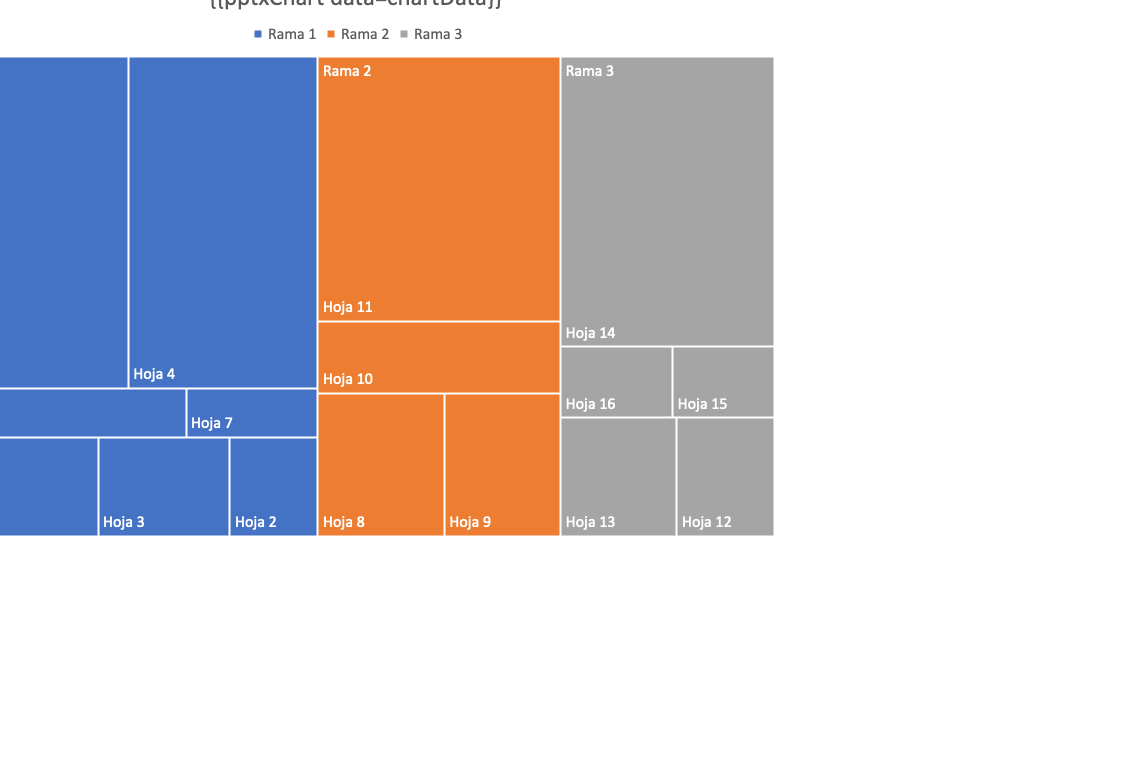 {{pptxChart data=chartData}}
Rama 1 Rama 2 Rama 3
Rama 2
Rama 3
Hoja 11
Hoja 14
Hoja 4
Hoja 10
Hoja 16
Hoja 15
Hoja 7
Hoja 3
Hoja 2
Hoja 8
Hoja 9
Hoja 13
Hoja 12